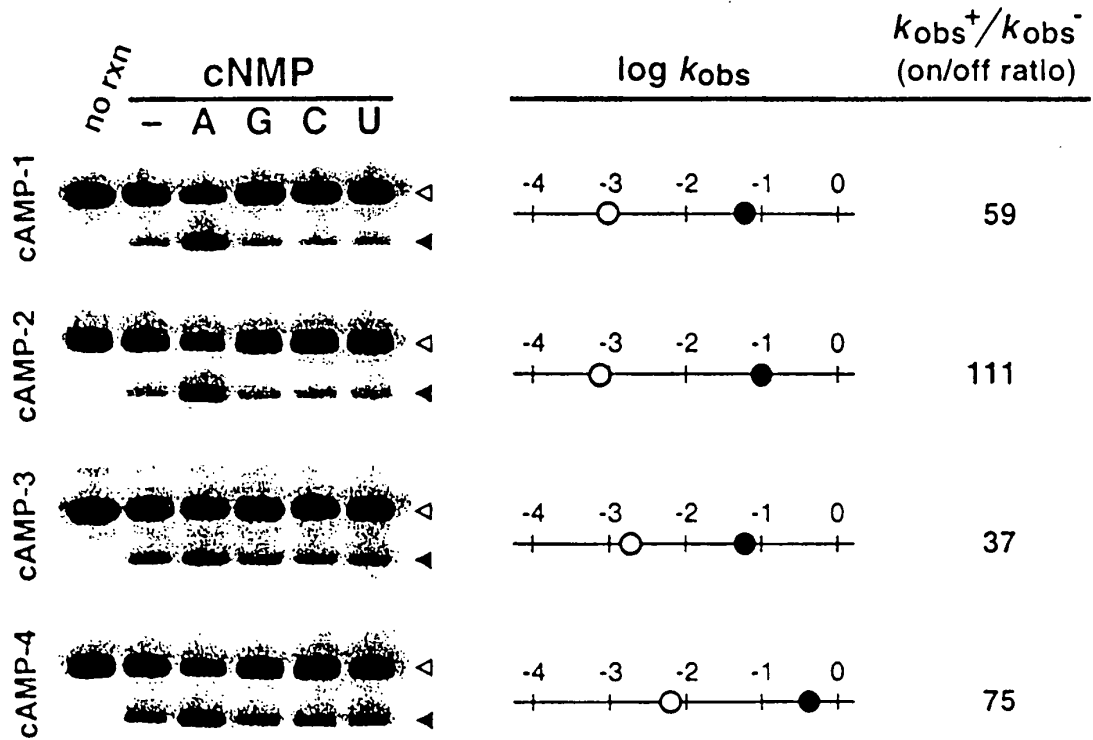 no rxn
cNMP
– A G C U
log kobs
kobs+/kobs-
(on/off ratio)
cAMP-1
-4 -3 -2 -1 0
59
cAMP-2
-4 -3 -2 -1 0
111
cAMP-3
-4 -3 -2 -1 0
37
cAMP-4
-4 -3 -2 -1 0
75